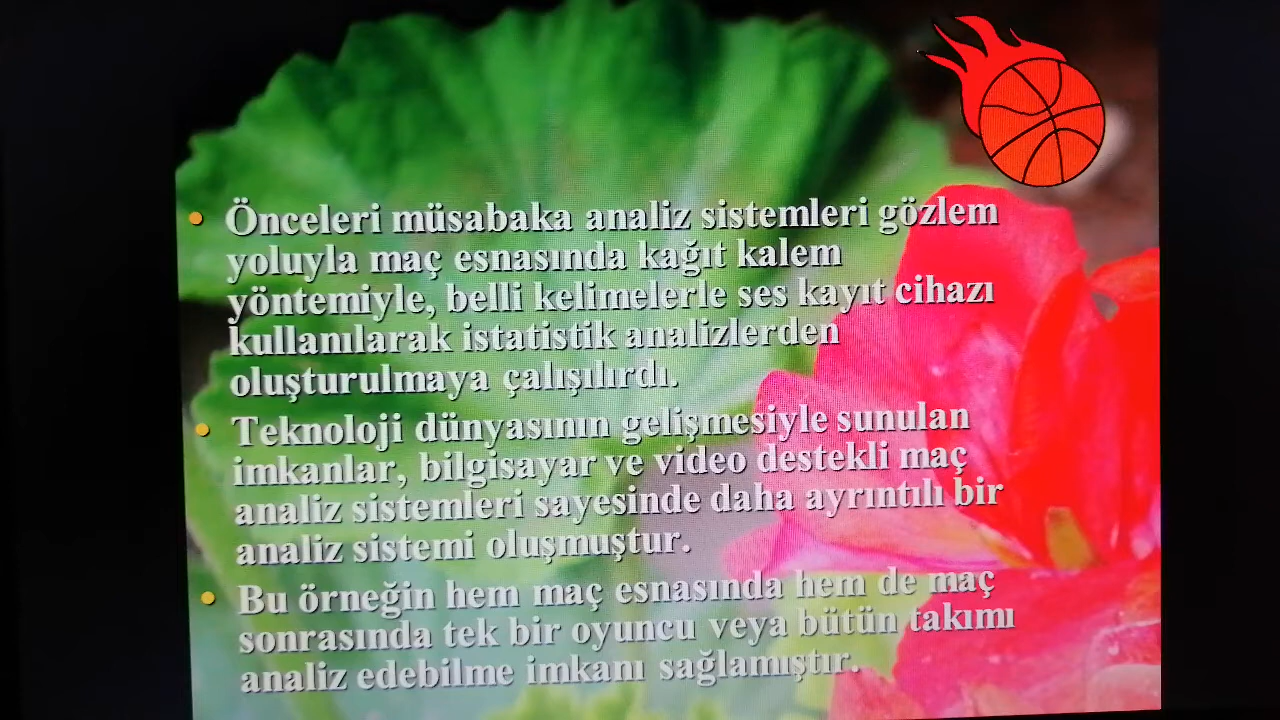 • Önceleri müsabaka analiz sistemleri gözlem
yoluyla maç esnasında kağıt kalem
yöntemiyle, belli kelimelerle ses kayıt cihazı
kullanılarak istatistik analizlerden
oluşturulmaya çalışılırdı.
• Teknoloji dünyasının gelişmesiyle sunulan
imkanlar, bilgisayar ve video destekli maç
analiz sistemleri sayesinde daha ayrıntılı bir
analiz sistemi oluşmuştur.
• Bu örneğin hem maç esnasında hem de maç
sonrasında tek bir oyuncu veya bütün takımı
analiz edebilme imkanı sağlamıştır.